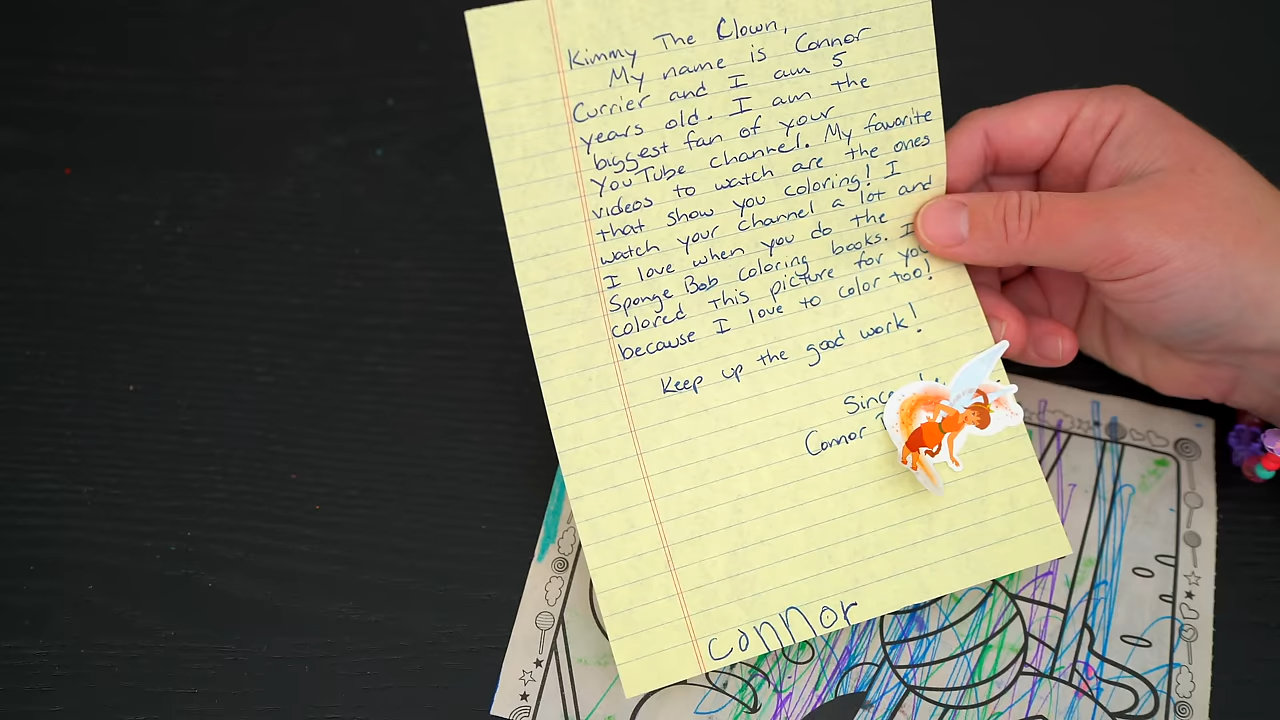 Kimmy The Clown,
My name is Connor
Currier and I am 5
years old. I am the
biggest fan of your
YouTube channel. My favorite
videos to watch are the ones
that show you coloring! I
watch your channel a lot and
I love when you do the
Sponge Bob coloring books. I
colored this picture for you
because I love to color too!
Keep up the good work!
Connor
connor